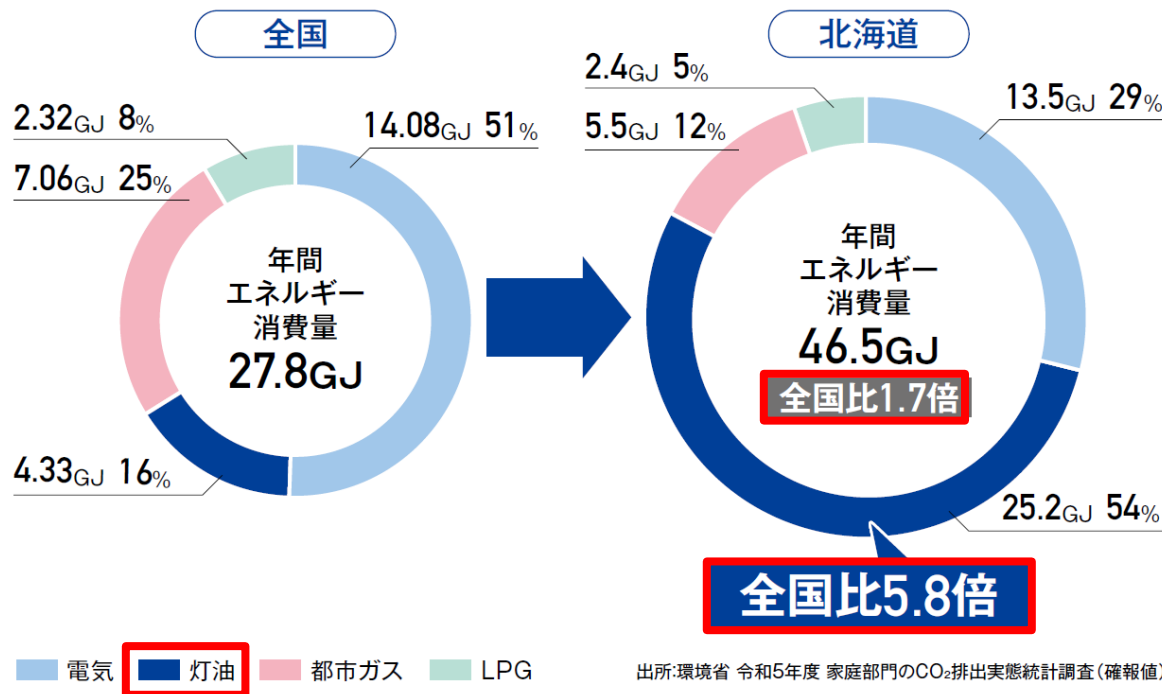 全国
2.32GJ 8%
14.08GJ 51%
7.06GJ 25%
年間
エネルギー
消費量
27.8GJ
4.33GJ 16%
北海道
2.4GJ 5%
13.5GJ 29%
5.5GJ 12%
年間
エネルギー
消費量
46.5GJ
全国比1.7倍
25.2GJ 54%
全国比5.8倍
電気 灯油 都市ガス LPG
出所:環境省 令和5年度 家庭部門のCO₂排出実態統計調査(確報値)